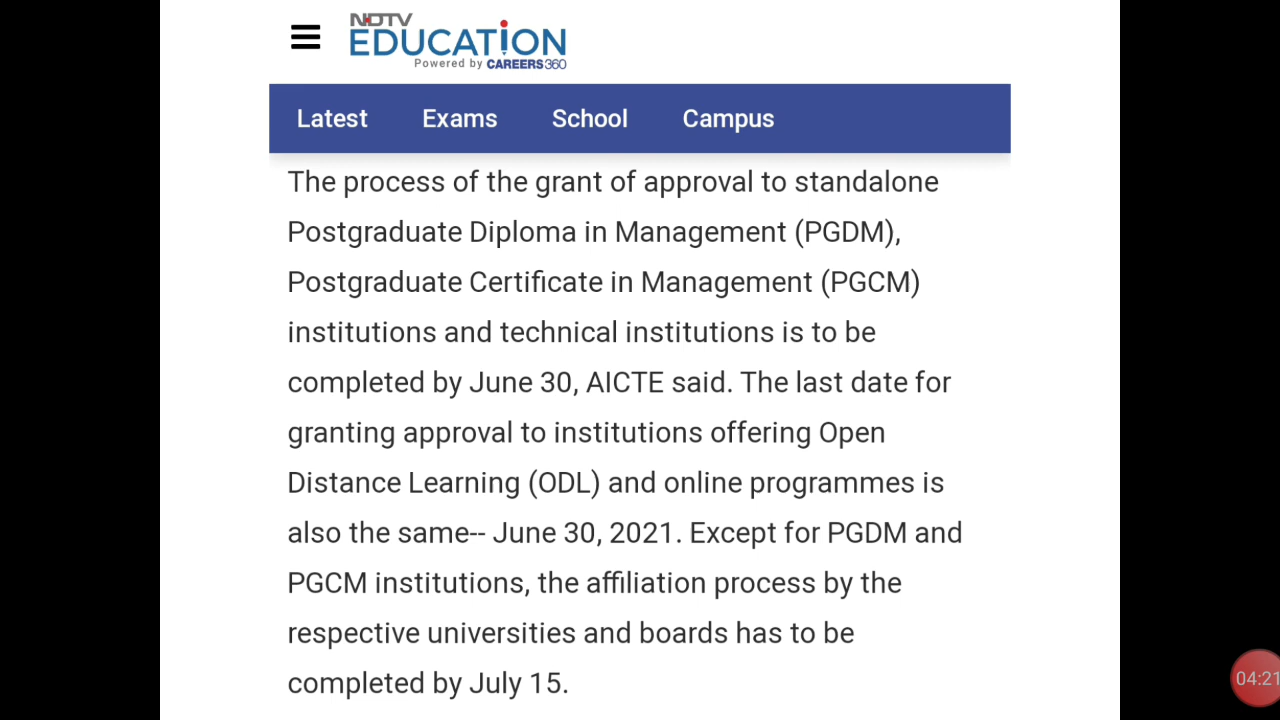 NDTV
EDUCATION
Powered by CAREERS360
Latest Exams School Campus
The process of the grant of approval to standalone
Postgraduate Diploma in Management (PGDM),
Postgraduate Certificate in Management (PGCM)
institutions and technical institutions is to be
completed by June 30, AICTE said. The last date for
granting approval to institutions offering Open
Distance Learning (ODL) and online programmes is
also the same-- June 30, 2021. Except for PGDM and
PGCM institutions, the affiliation process by the
respective universities and boards has to be
completed by July 15.
04:21